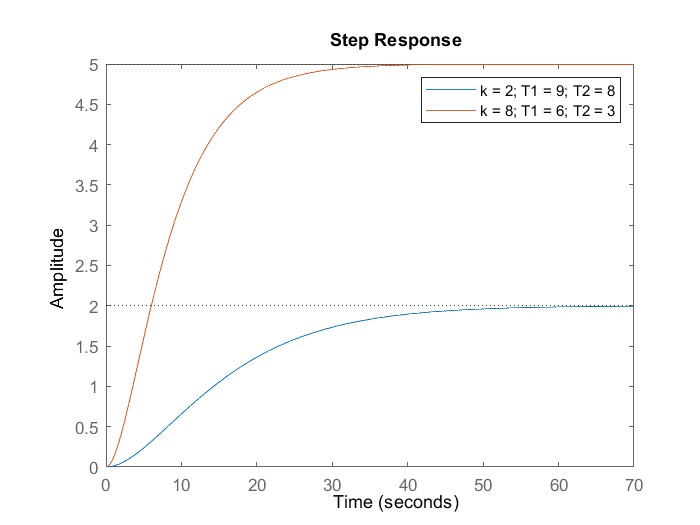 Step Response
k = 2; T1 = 9; T2 = 8
k = 8; T1 = 6; T2 = 3
Amplitude
5
4.5
4
3.5
3
2.5
2
1.5
1
0.5
0
0 10 20 30 40 50 60 70
Time (seconds)